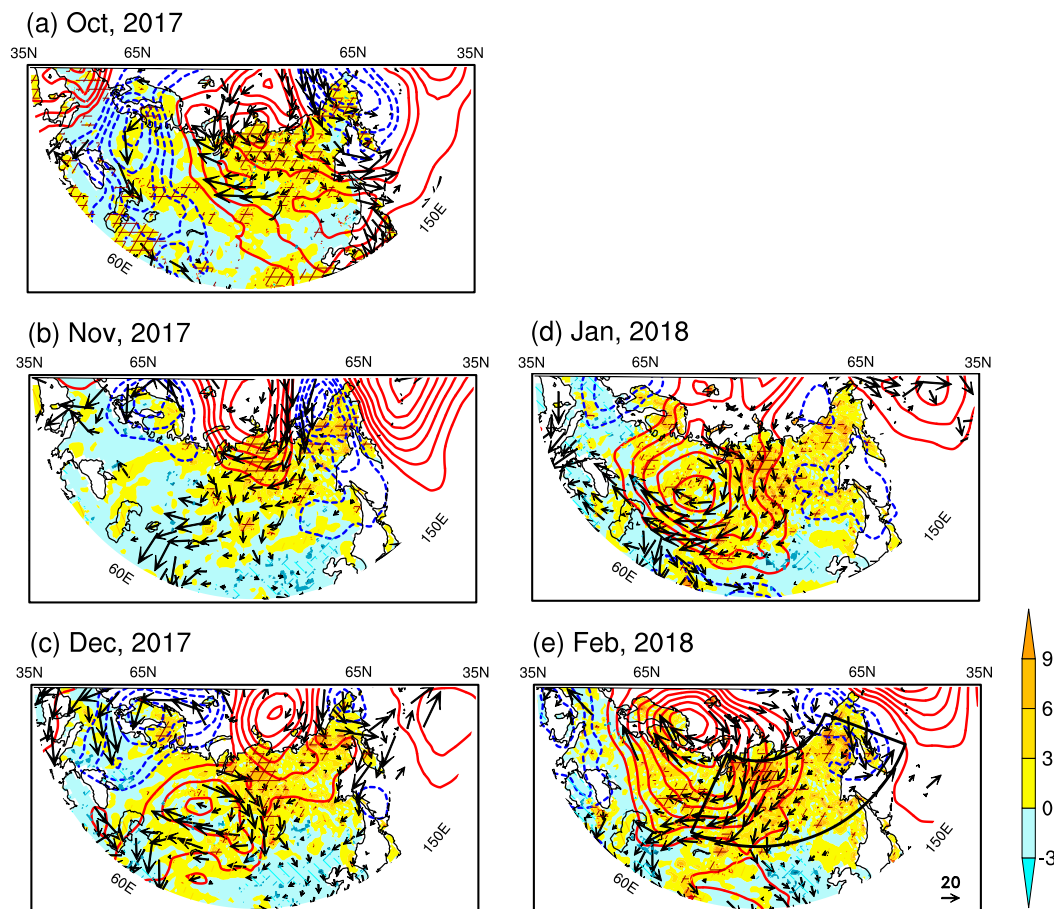 (a) Oct, 2017
35N 65N 65N 35N
60E 150E
(b) Nov, 2017
35N 65N 65N 35N
60E 150E
(d) Jan, 2018
35N 65N 65N 35N
60E 150E
(c) Dec, 2017
35N 65N 65N 35N
60E 150E
(e) Feb, 2018
35N 65N 65N 35N
60E 150E
20
9
6
3
0
-3